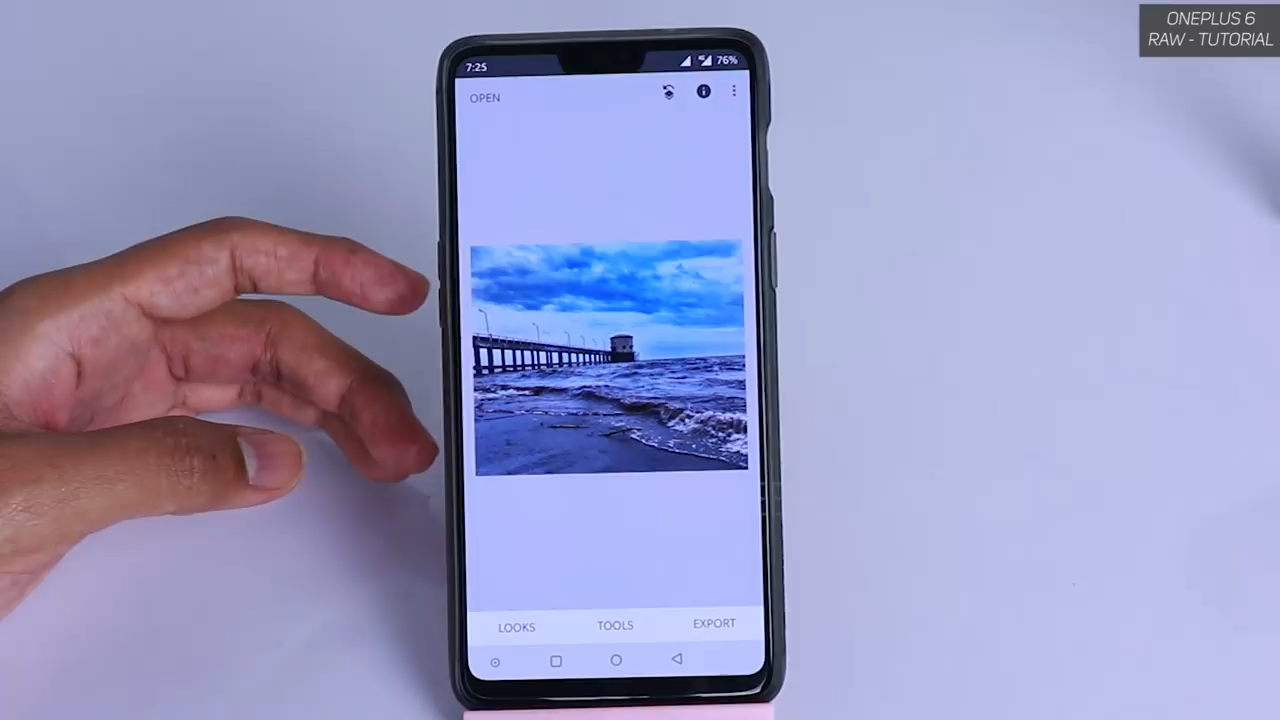 ONEPLUS 6
RAW - TUTORIAL
7:25
76%
OPEN
LOOKS TOOLS EXPORT